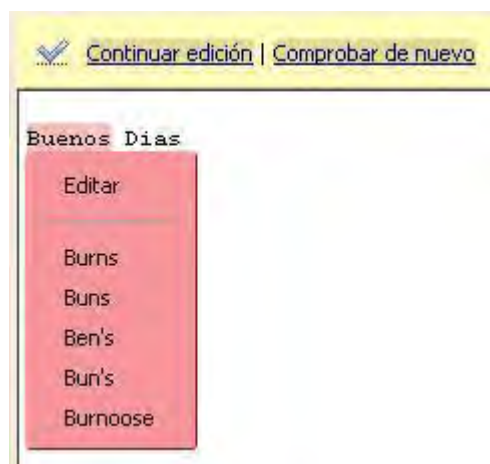 Continuar edición | Comprobar de nuevo
Buenos Dias
Editar
Burns
Buns
Ben's
Bun's
Burnoose